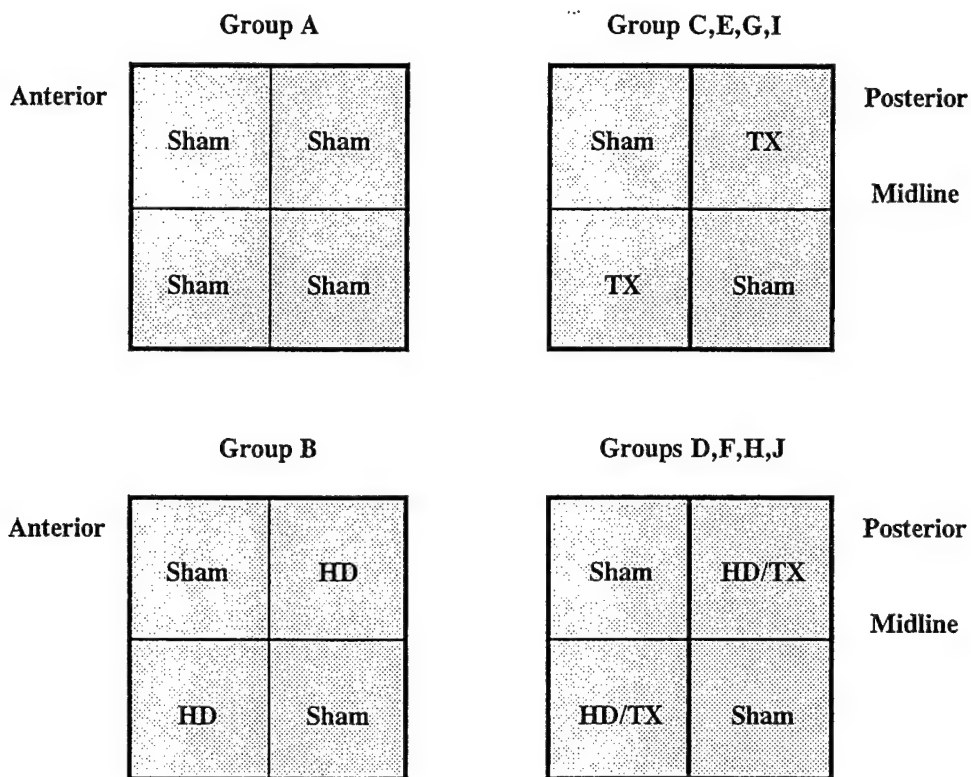 Group A
Group C,E,G,I
Anterior
Posterior
Sham Sham
Sham TX
Midline
Sham Sham
TX Sham
Group B
Groups D,F,H,J
Anterior
Posterior
Sham HD
Sham HD/TX
Midline
HD Sham
HD/TX Sham